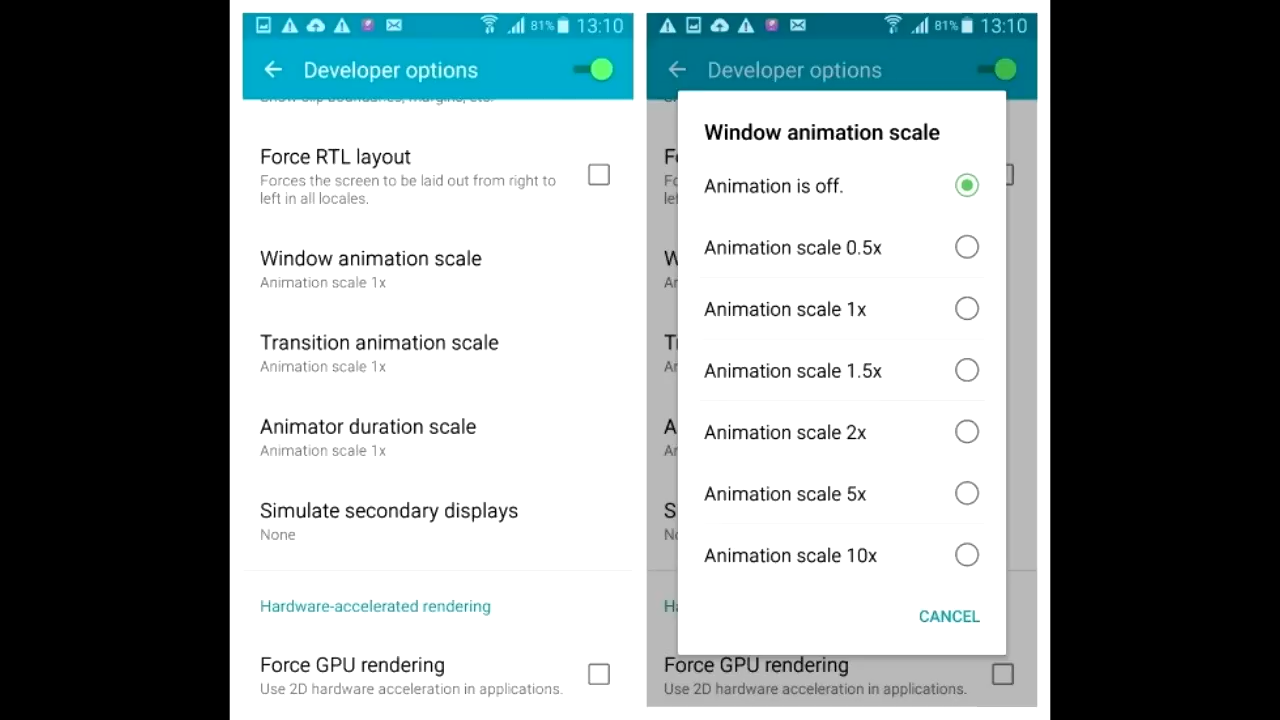 81% 13:10
Developer options
Show clip boundaries, margins, etc.
Force RTL layout
Forces the screen to be laid out from right to
left in all locales.
Window animation scale
Animation scale 1x
Transition animation scale
Animation scale 1x
Animator duration scale
Animation scale 1x
Simulate secondary displays
None
Hardware-accelerated rendering
Force GPU rendering
Use 2D hardware acceleration in applications.
81% 13:10
Developer options
Window animation scale
Animation is off.
Animation scale 0.5x
Animation scale 1x
Animation scale 1.5x
Animation scale 2x
Animation scale 5x
Animation scale 10x
CANCEL
Force GPU rendering
Use 2D hardware acceleration in applications.